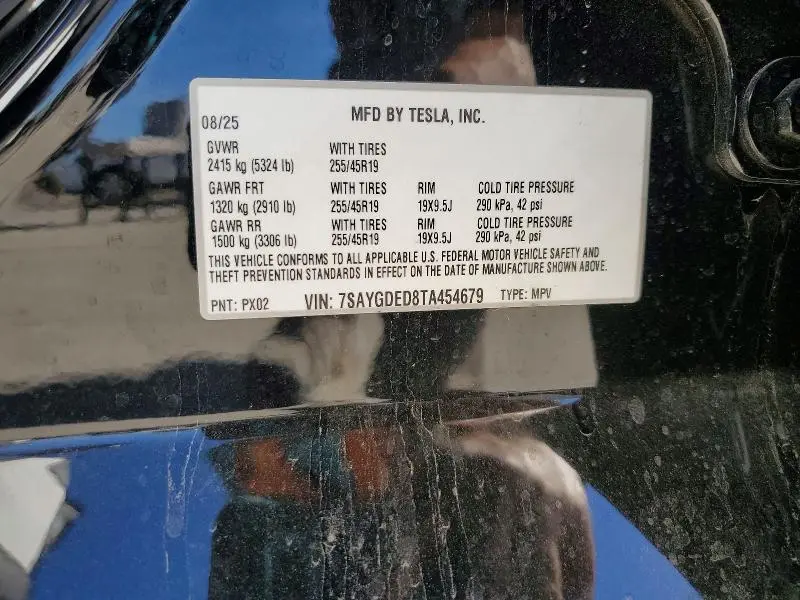 08/25 MFD BY TESLA, INC.
GVWR WITH TIRES
2415 kg (5324 lb) 255/45R19
GAWR FRT WITH TIRES RIM COLD TIRE PRESSURE
1320 kg (2910 lb) 255/45R19 19X9.5J 290 kPa, 42 psi
GAWR RR WITH TIRES RIM COLD TIRE PRESSURE
1500 kg (3306 lb) 255/45R19 19X9.5J 290 kPa, 42 psi
THIS VEHICLE CONFORMS TO ALL APPLICABLE U.S. FEDERAL MOTOR VEHICLE SAFETY AND
THEFT PREVENTION STANDARDS IN EFFECT ON THE DATE OF MANUFACTURE SHOWN ABOVE.
PNT: PX02 VIN: 7SAYGDED8TA454679 TYPE: MPV